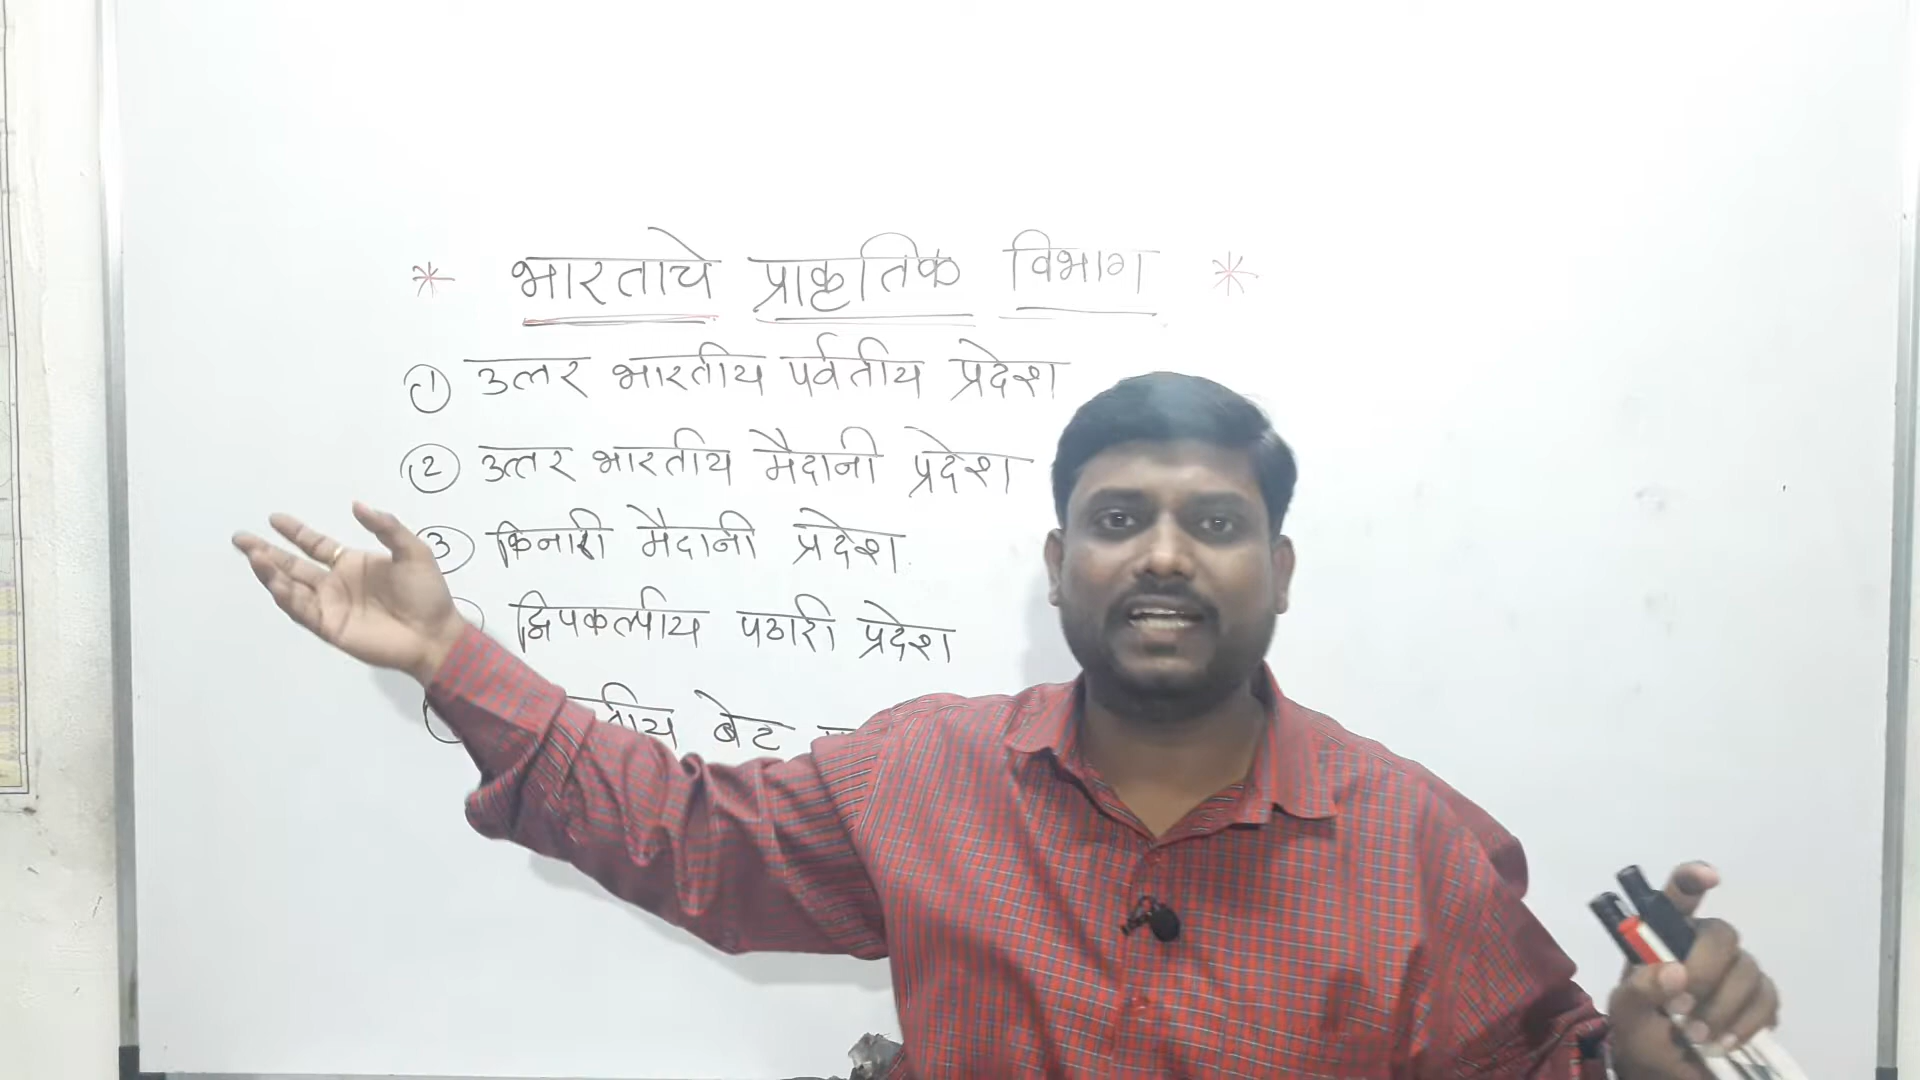 * भारताचे प्राकृतिक विभाग *
① उत्तर भारतीय पर्वतीय प्रदेश
② उत्तर भारतीय मैदानी प्रदेश
③ किनारी मैदानी प्रदेश
द्विपकल्पीय पठारी प्रदेश
बेट